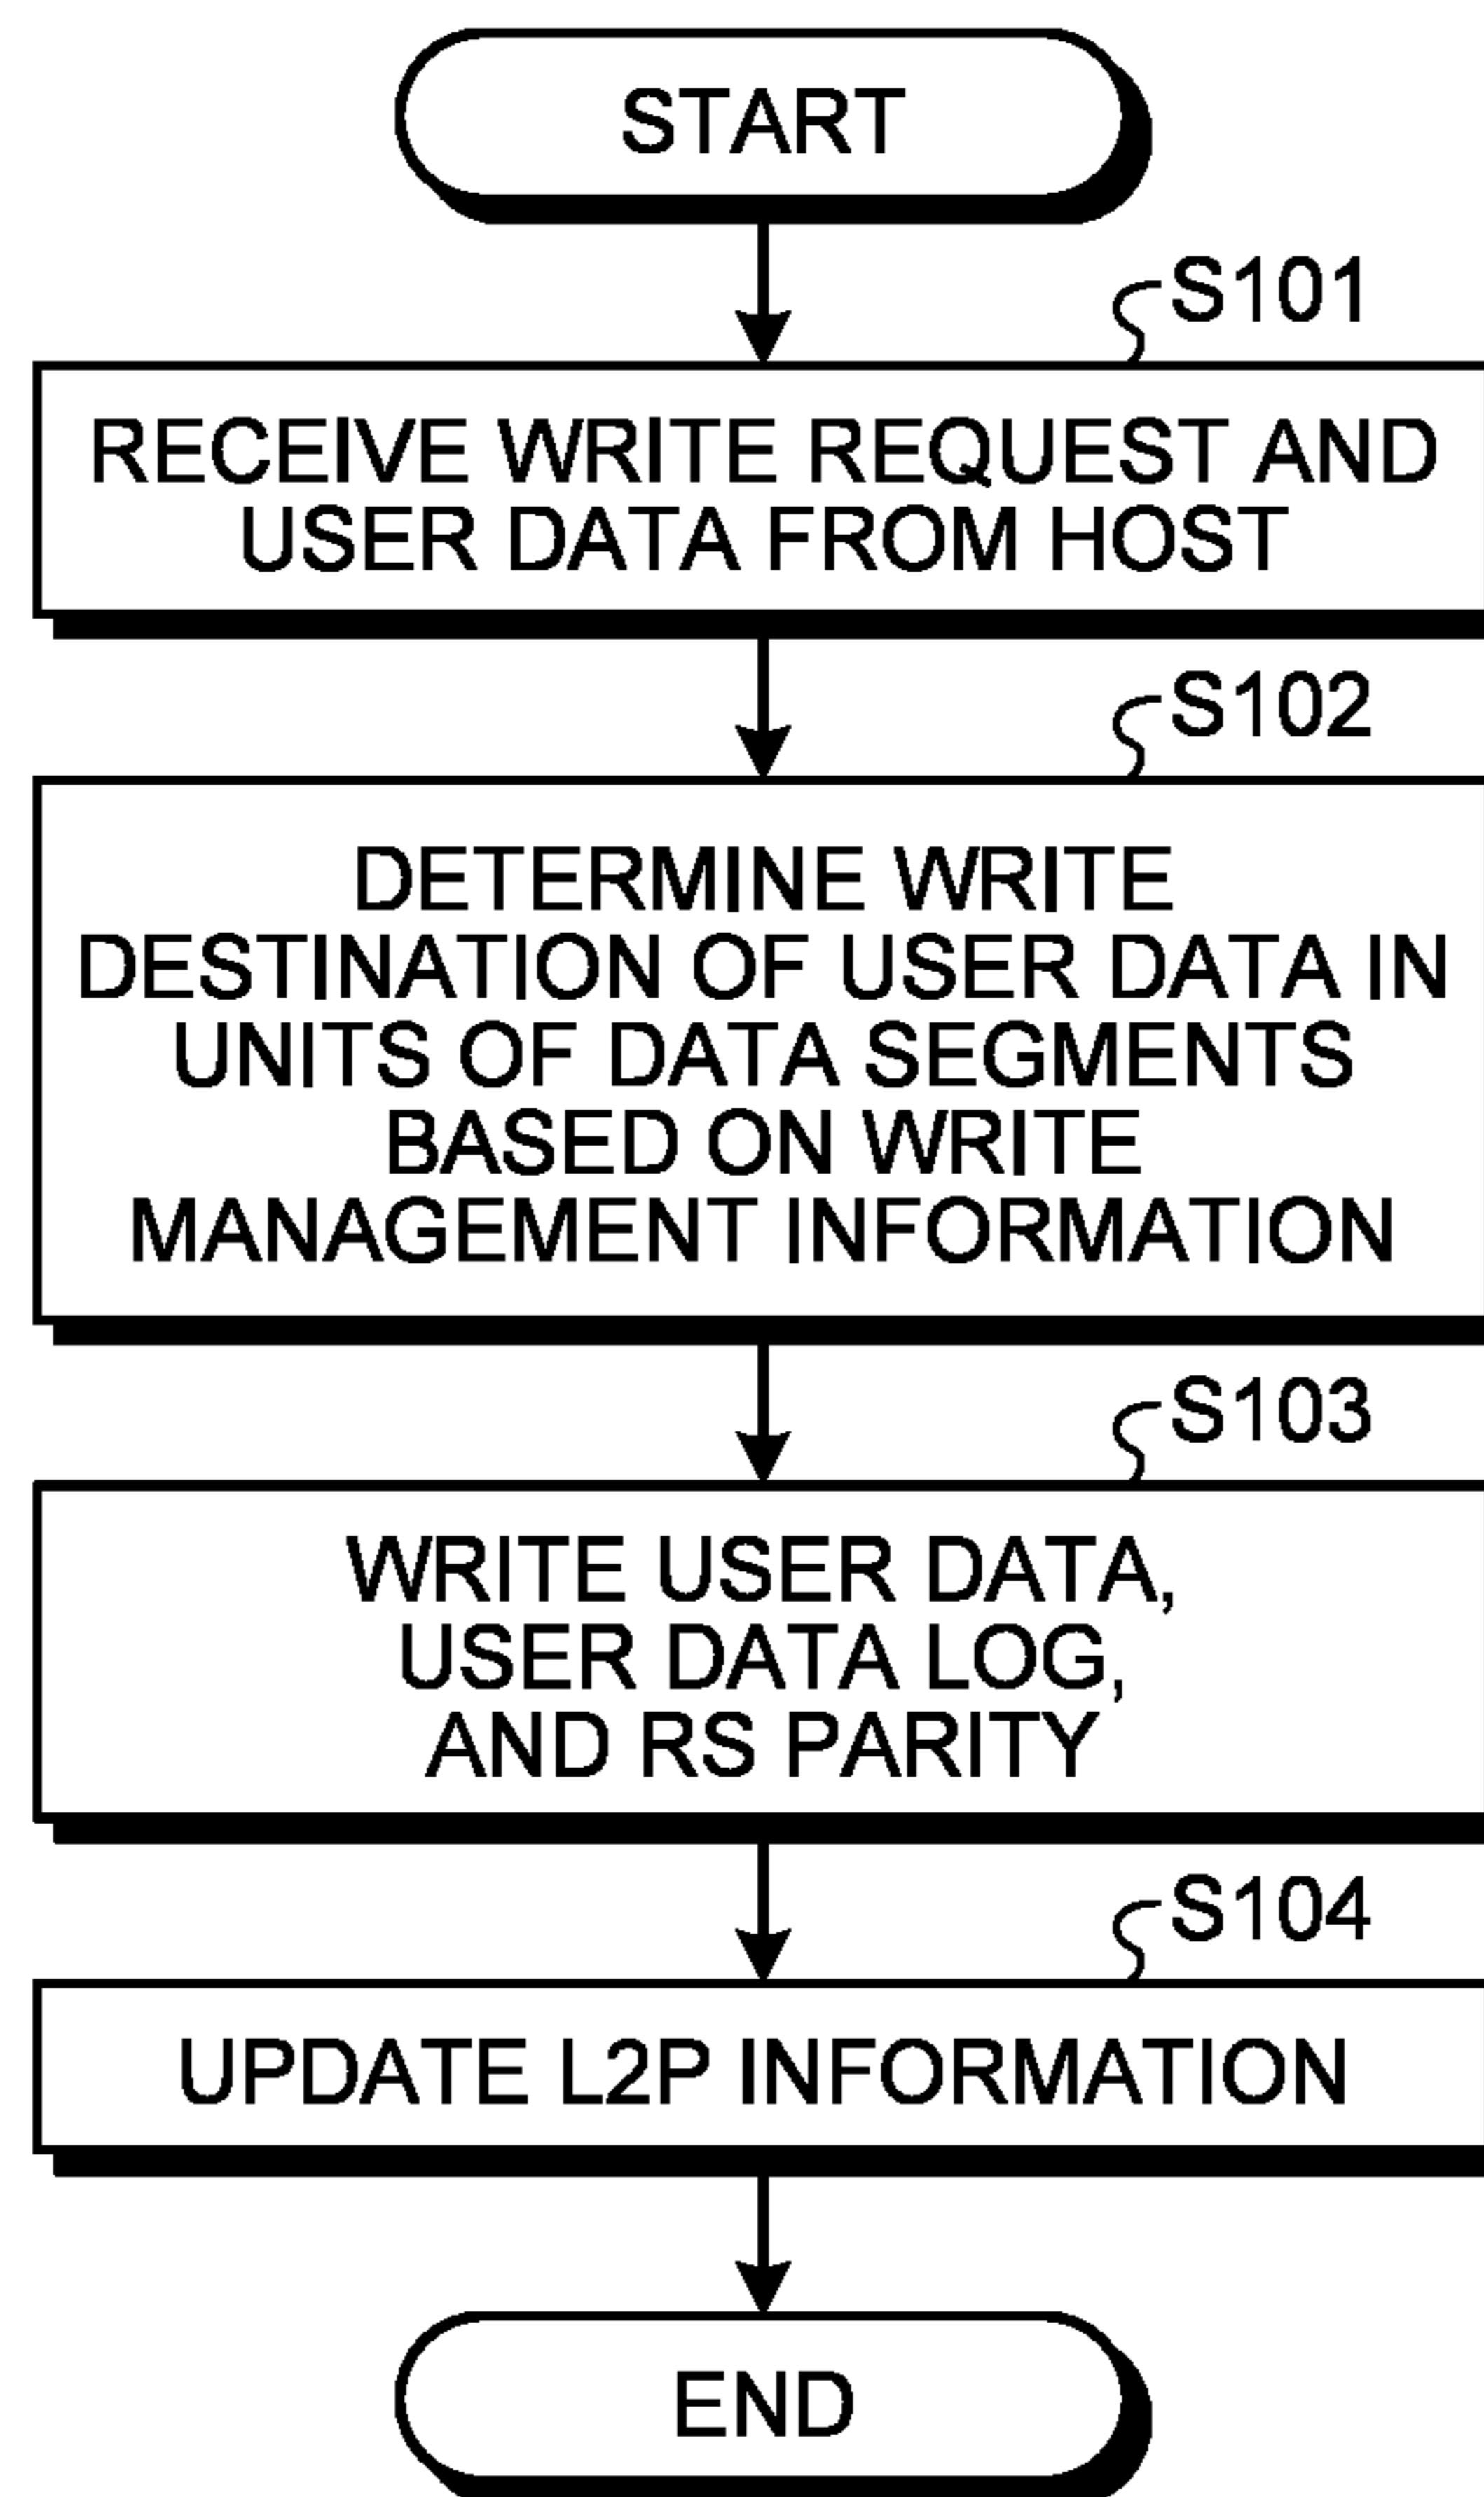 START
S101
RECEIVE WRITE REQUEST AND
USER DATA FROM HOST
S102
DETERMINE WRITE
DESTINATION OF USER DATA IN
UNITS OF DATA SEGMENTS
BASED ON WRITE
MANAGEMENT INFORMATION
S103
WRITE USER DATA,
USER DATA LOG,
AND RS PARITY
S104
UPDATE L2P INFORMATION
END